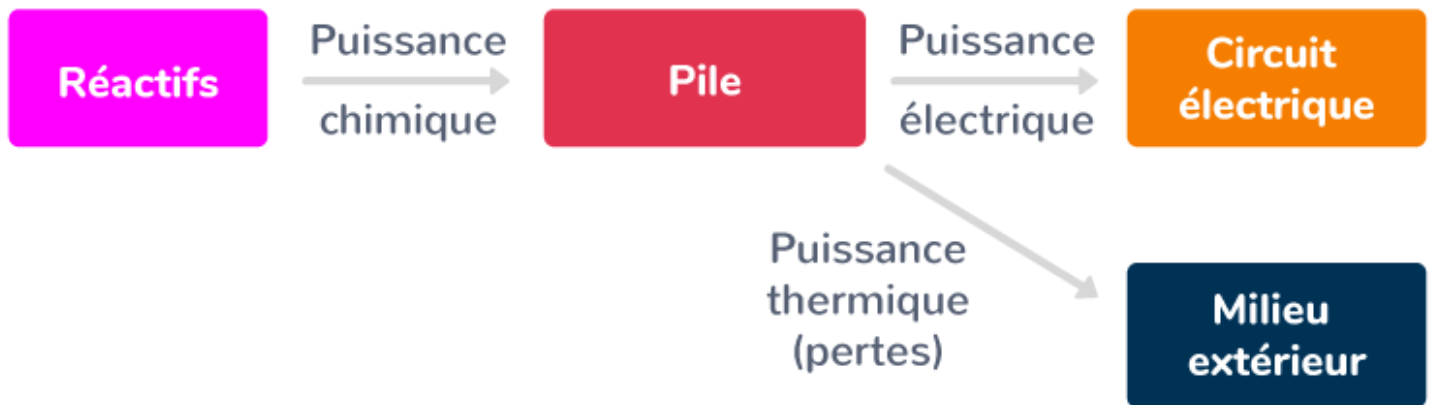 Réactifs
Puissance
chimique
Pile
Puissance
électrique
Circuit
électrique
Puissance
thermique
(pertes)
Milieu
extérieur